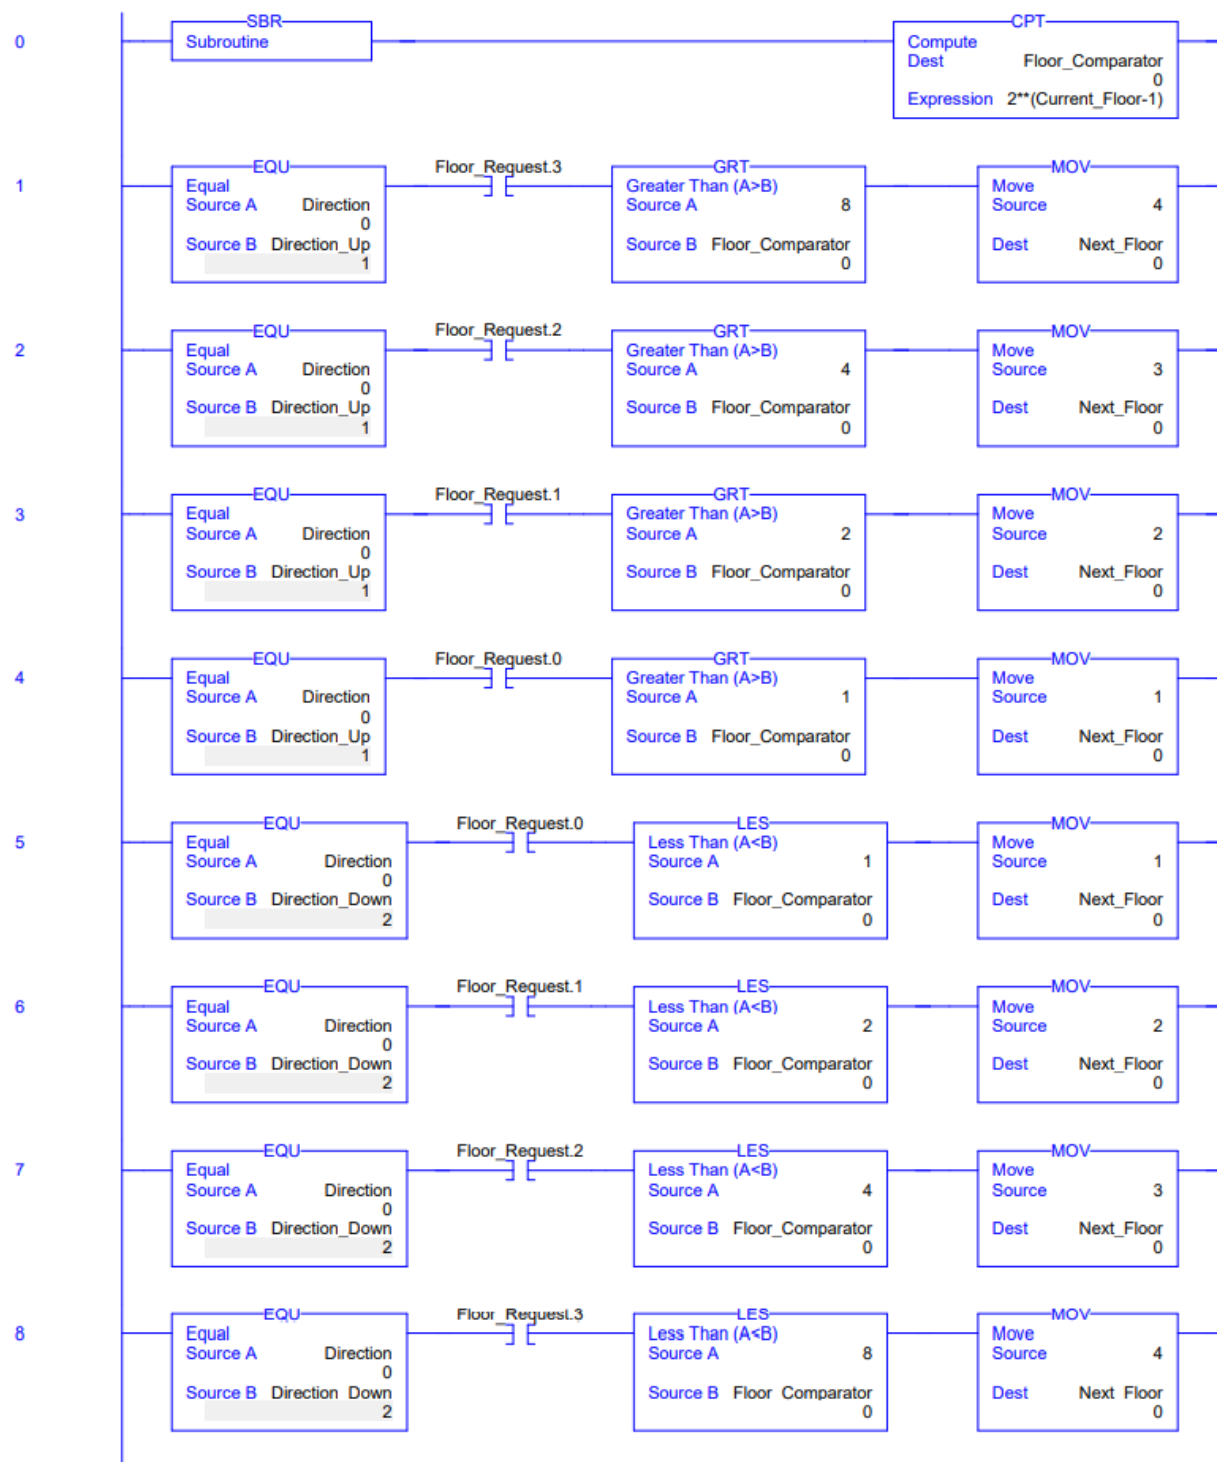 0
SBR
Subroutine
CPT
Compute
Dest Floor_Comparator
0
Expression 2**(Current_Floor-1)
1
EQU
Equal
Source A Direction
0
Source B Direction_Up
1
Floor_Request.3
GRT
Greater Than (A>B)
Source A 8
Source B Floor_Comparator
0
MOV
Move
Source 4
Dest Next_Floor
0
2
EQU
Equal
Source A Direction
0
Source B Direction_Up
1
Floor_Request.2
GRT
Greater Than (A>B)
Source A 4
Source B Floor_Comparator
0
MOV
Move
Source 3
Dest Next_Floor
0
3
EQU
Equal
Source A Direction
0
Source B Direction_Up
1
Floor_Request.1
GRT
Greater Than (A>B)
Source A 2
Source B Floor_Comparator
0
MOV
Move
Source 2
Dest Next_Floor
0
4
EQU
Equal
Source A Direction
0
Source B Direction_Up
1
Floor_Request.0
GRT
Greater Than (A>B)
Source A 1
Source B Floor_Comparator
0
MOV
Move
Source 1
Dest Next_Floor
0
5
EQU
Equal
Source A Direction
0
Source B Direction_Down
2
Floor_Request.0
LES
Less Than (A<B)
Source A 1
Source B Floor_Comparator
0
MOV
Move
Source 1
Dest Next_Floor
0
6
EQU
Equal
Source A Direction
0
Source B Direction_Down
2
Floor_Request.1
LES
Less Than (A<B)
Source A 2
Source B Floor_Comparator
0
MOV
Move
Source 2
Dest Next_Floor
0
7
EQU
Equal
Source A Direction
0
Source B Direction_Down
2
Floor_Request.2
LES
Less Than (A<B)
Source A 4
Source B Floor_Comparator
0
MOV
Move
Source 3
Dest Next_Floor
0
8
EQU
Equal
Source A Direction
0
Source B Direction_Down
2
Floor_Request.3
LES
Less Than (A<B)
Source A 8
Source B Floor_Comparator
0
MOV
Move
Source 4
Dest Next_Floor
0